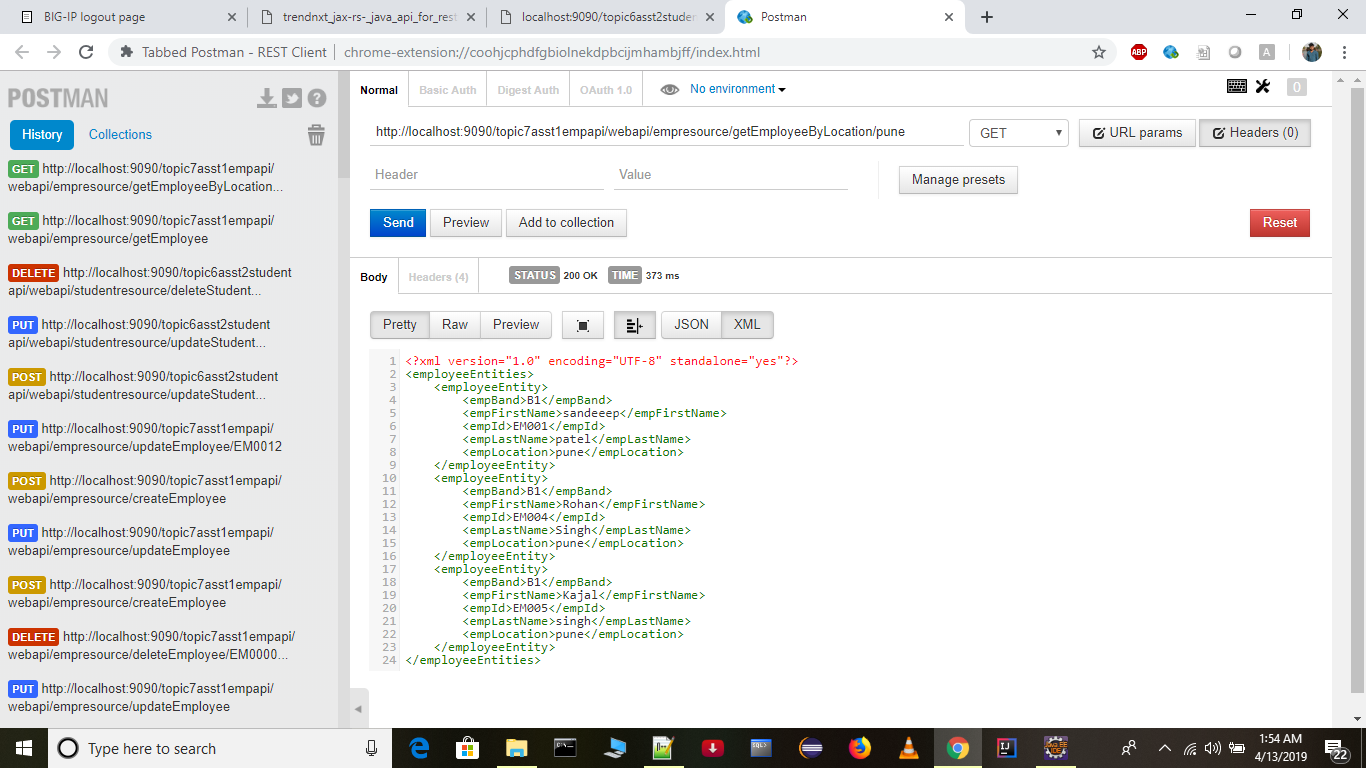 BIG-IP logout page
trendnxt_jax-rs-_java_api_for_rest
localhost:9090/topic6asst2studen
Postman
Tabbed Postman - REST Client | chrome-extension://coohjcphdfgbiolnekdpbcijmhambjff/index.html
ABP
A
POSTMAN
History
Collections
GET http://localhost:9090/topic7asst1empapi/
webapi/empresource/getEmployeeByLocation...
GET http://localhost:9090/topic7asst1empapi/
webapi/empresource/getEmployee
DELETE http://localhost:9090/topic6asst2student
api/webapi/studentresource/deleteStudent...
PUT http://localhost:9090/topic6asst2student
api/webapi/studentresource/updateStudent...
POST http://localhost:9090/topic6asst2student
api/webapi/studentresource/updateStudent...
PUT http://localhost:9090/topic7asst1empapi/
webapi/empresource/updateEmployee/EM0012
POST http://localhost:9090/topic7asst1empapi/
webapi/empresource/createEmployee
PUT http://localhost:9090/topic7asst1empapi/
webapi/empresource/updateEmployee
POST http://localhost:9090/topic7asst1empapi/
webapi/empresource/createEmployee
DELETE http://localhost:9090/topic7asst1empapi/
webapi/empresource/deleteEmployee/EM0000...
PUT http://localhost:9090/topic7asst1empapi/
webapi/empresource/updateEmployee
Normal Basic Auth Digest Auth OAuth 1.0 No environment 0
http://localhost:9090/topic7asst1empapi/webapi/empresource/getEmployeeByLocation/pune GET URL params Headers (0)
Header Value Manage presets
Send Preview Add to collection Reset
Body Headers (4) STATUS 200 OK TIME 373 ms
Pretty Raw Preview JSON XML
1 <?xml version="1.0" encoding="UTF-8" standalone="yes"?>
2 <employeeEntities>
3 <employeeEntity>
4 <empBand>B1</empBand>
5 <empFirstName>sandeeep</empFirstName>
6 <empId>EM001</empId>
7 <empLastName>patel</empLastName>
8 <empLocation>pune</empLocation>
9 </employeeEntity>
10 <employeeEntity>
11 <empBand>B1</empBand>
12 <empFirstName>Rohan</empFirstName>
13 <empId>EM004</empId>
14 <empLastName>Singh</empLastName>
15 <empLocation>pune</empLocation>
16 </employeeEntity>
17 <employeeEntity>
18 <empBand>B1</empBand>
19 <empFirstName>Kajal</empFirstName>
20 <empId>EM005</empId>
21 <empLastName>singh</empLastName>
22 <empLocation>pune</empLocation>
23 </employeeEntity>
24 </employeeEntities>
Type here to search
1:54 AM
4/13/2019
22